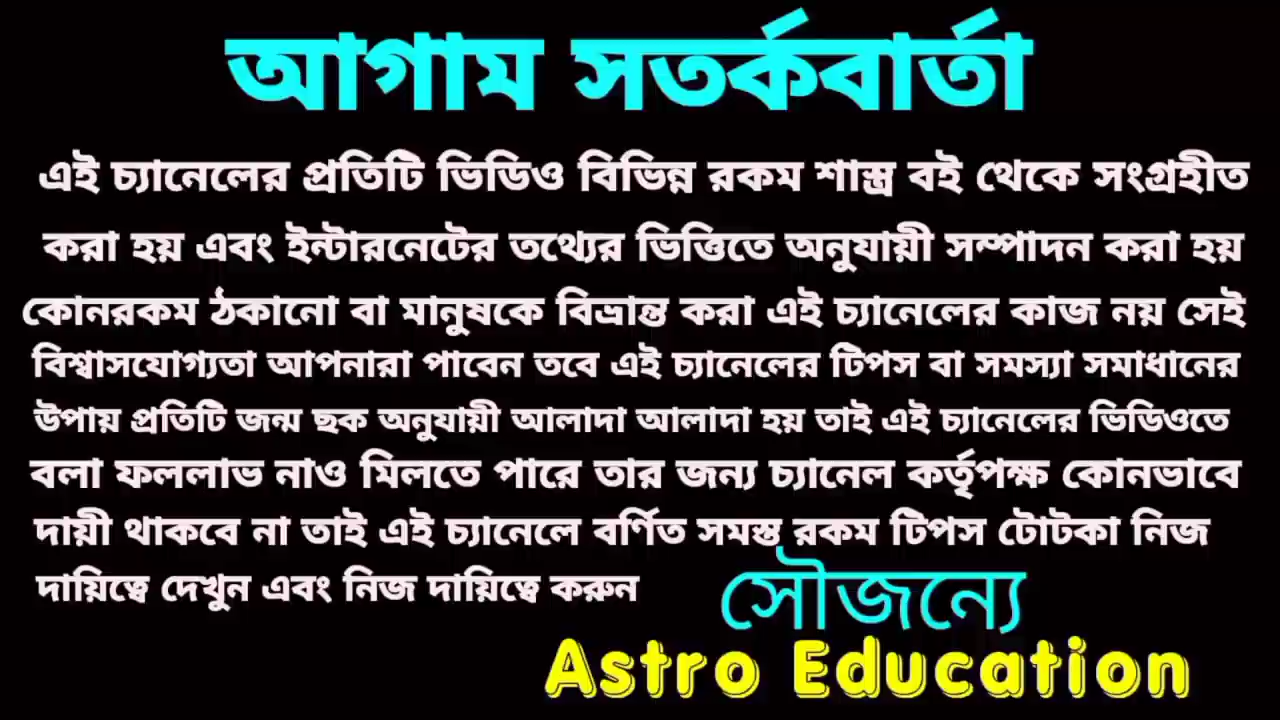 আগাম সতর্কবার্তা
এই চ্যানেলের প্রতিটি ভিডিও বিভিন্ন রকম শাস্ত্র বই থেকে সংগ্রহীত
করা হয় এবং ইন্টারনেটের তথ্যের ভিত্তিতে অনুযায়ী সম্পাদন করা হয়
কোনরকম ঠকানো বা মানুষকে বিভ্রান্ত করা এই চ্যানেলের কাজ নয় সেই
বিশ্বাসযোগ্যতা আপনারা পাবেন তবে এই চ্যানেলের টিপস বা সমস্যা সমাধানের
উপায় প্রতিটি জন্ম ছক অনুযায়ী আলাদা আলাদা হয় তাই এই চ্যানেলের ভিডিওতে
বলা ফললাভ নাও মিলতে পারে তার জন্য চ্যানেল কর্তৃপক্ষ কোনভাবে
দায়ী থাকবে না তাই এই চ্যানেলে বর্ণিত সমস্ত রকম টিপস টোটকা নিজ
দায়িত্বে দেখুন এবং নিজ দায়িত্বে করুন
সৌজন্যে
Astro Education